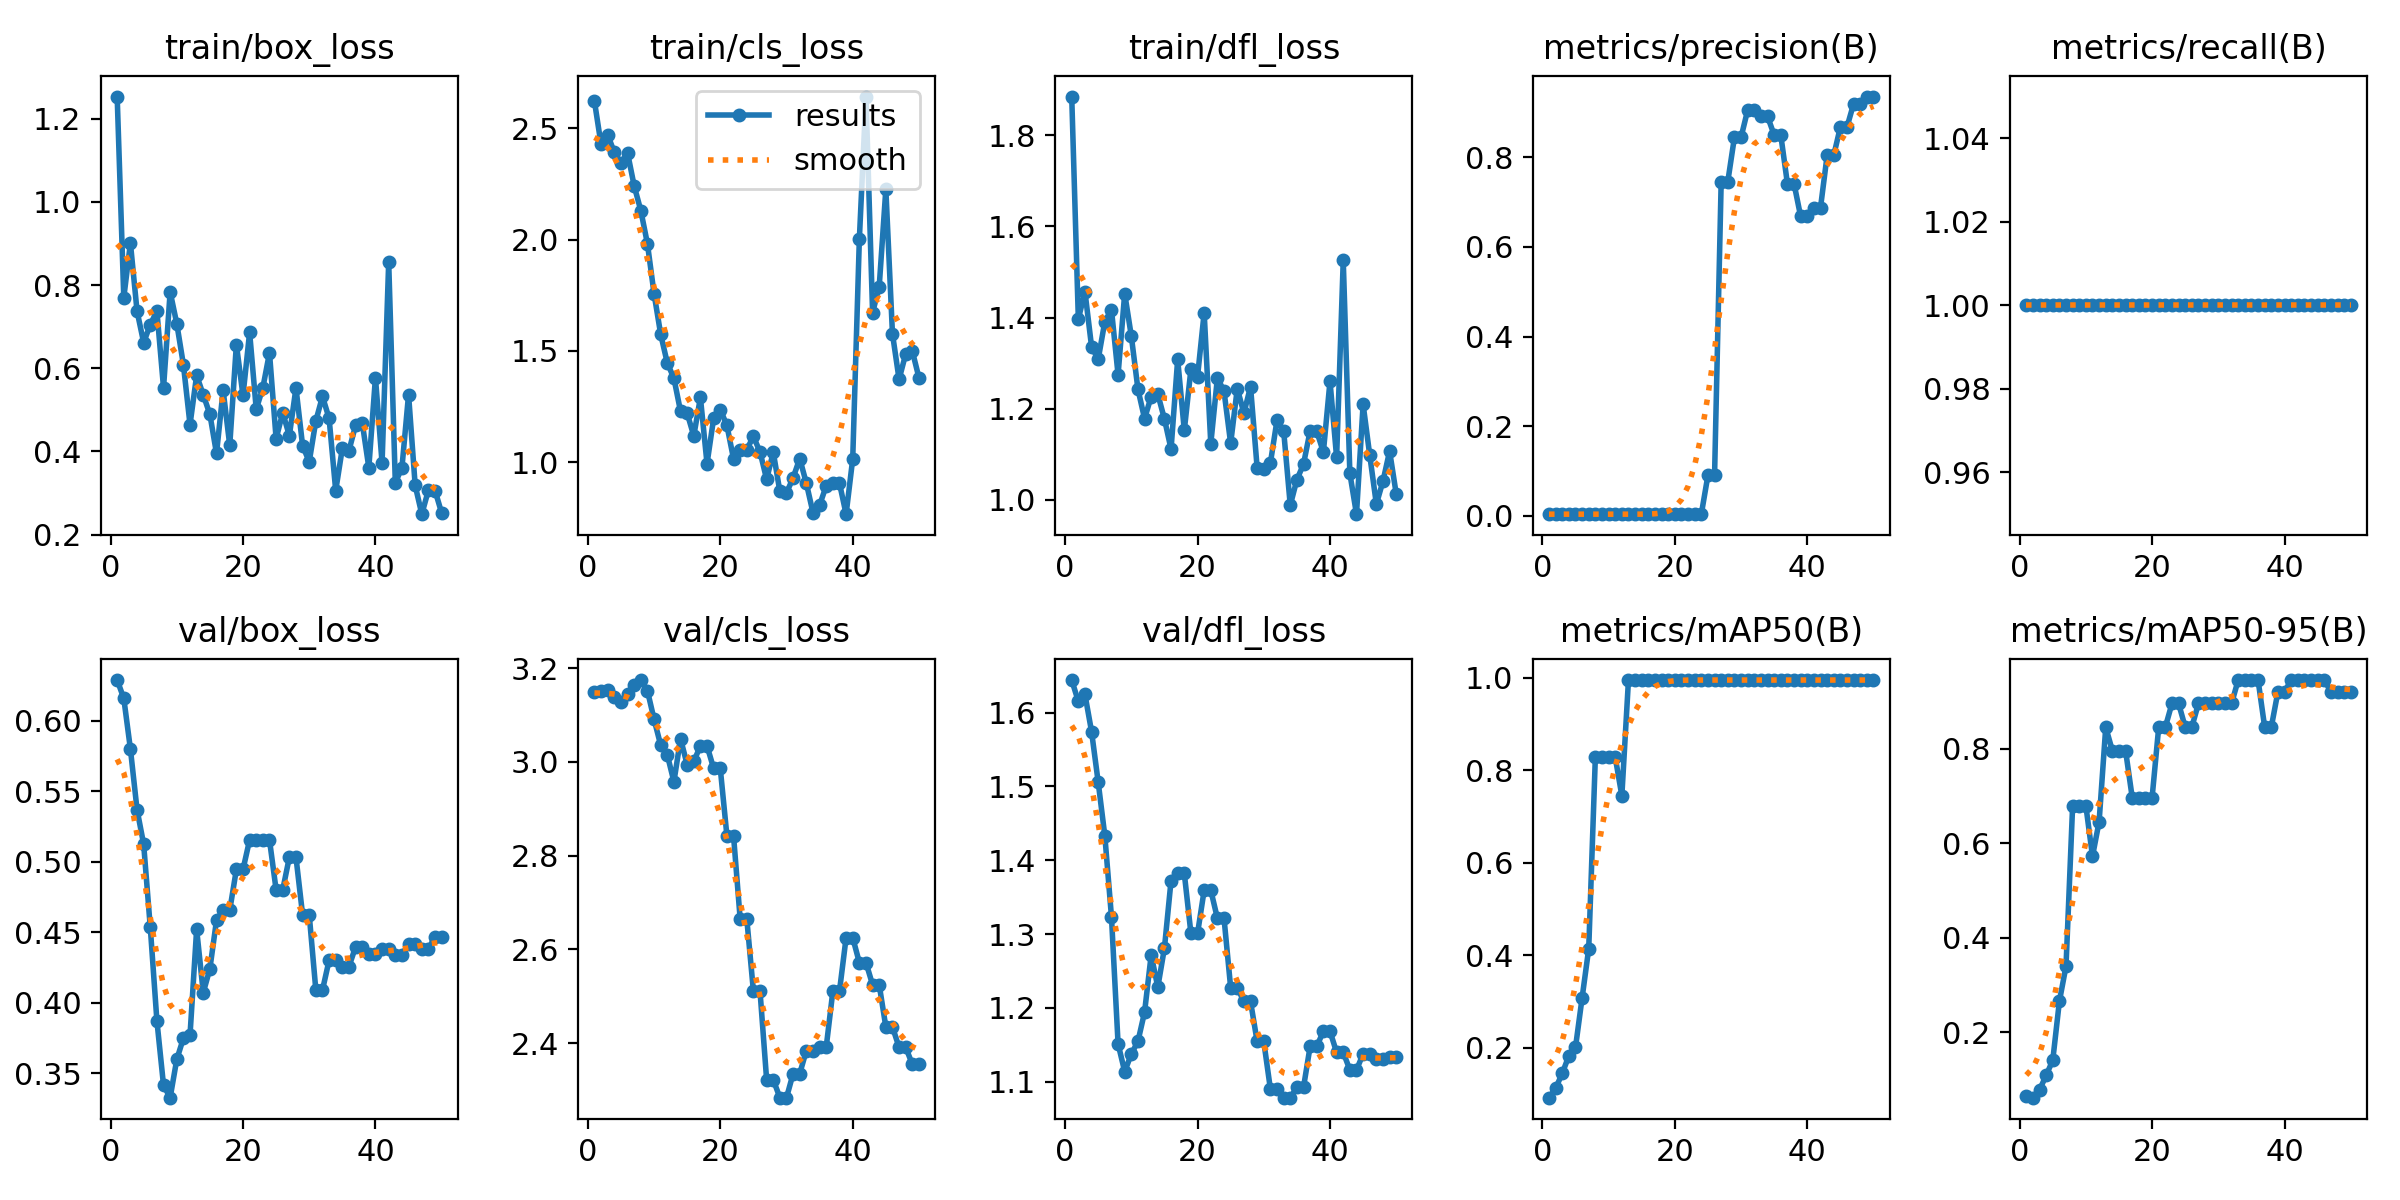 train/box_loss
train/cls_loss
train/dfl_loss
metrics/precision(B)
metrics/recall(B)
1.2
1.0
0.8
0.6
0.4
0.2
0 20 40
2.5
2.0
1.5
1.0
0 20 40
results
smooth
1.8
1.6
1.4
1.2
1.0
0 20 40
0.8
0.6
0.4
0.2
0.0
0 20 40
1.04
1.02
1.00
0.98
0.96
0 20 40
val/box_loss
val/cls_loss
val/dfl_loss
metrics/mAP50(B)
metrics/mAP50-95(B)
0.60
0.55
0.50
0.45
0.40
0.35
0 20 40
3.2
3.0
2.8
2.6
2.4
0 20 40
1.6
1.5
1.4
1.3
1.2
1.1
0 20 40
1.0
0.8
0.6
0.4
0.2
0 20 40
0.8
0.6
0.4
0.2
0 20 40